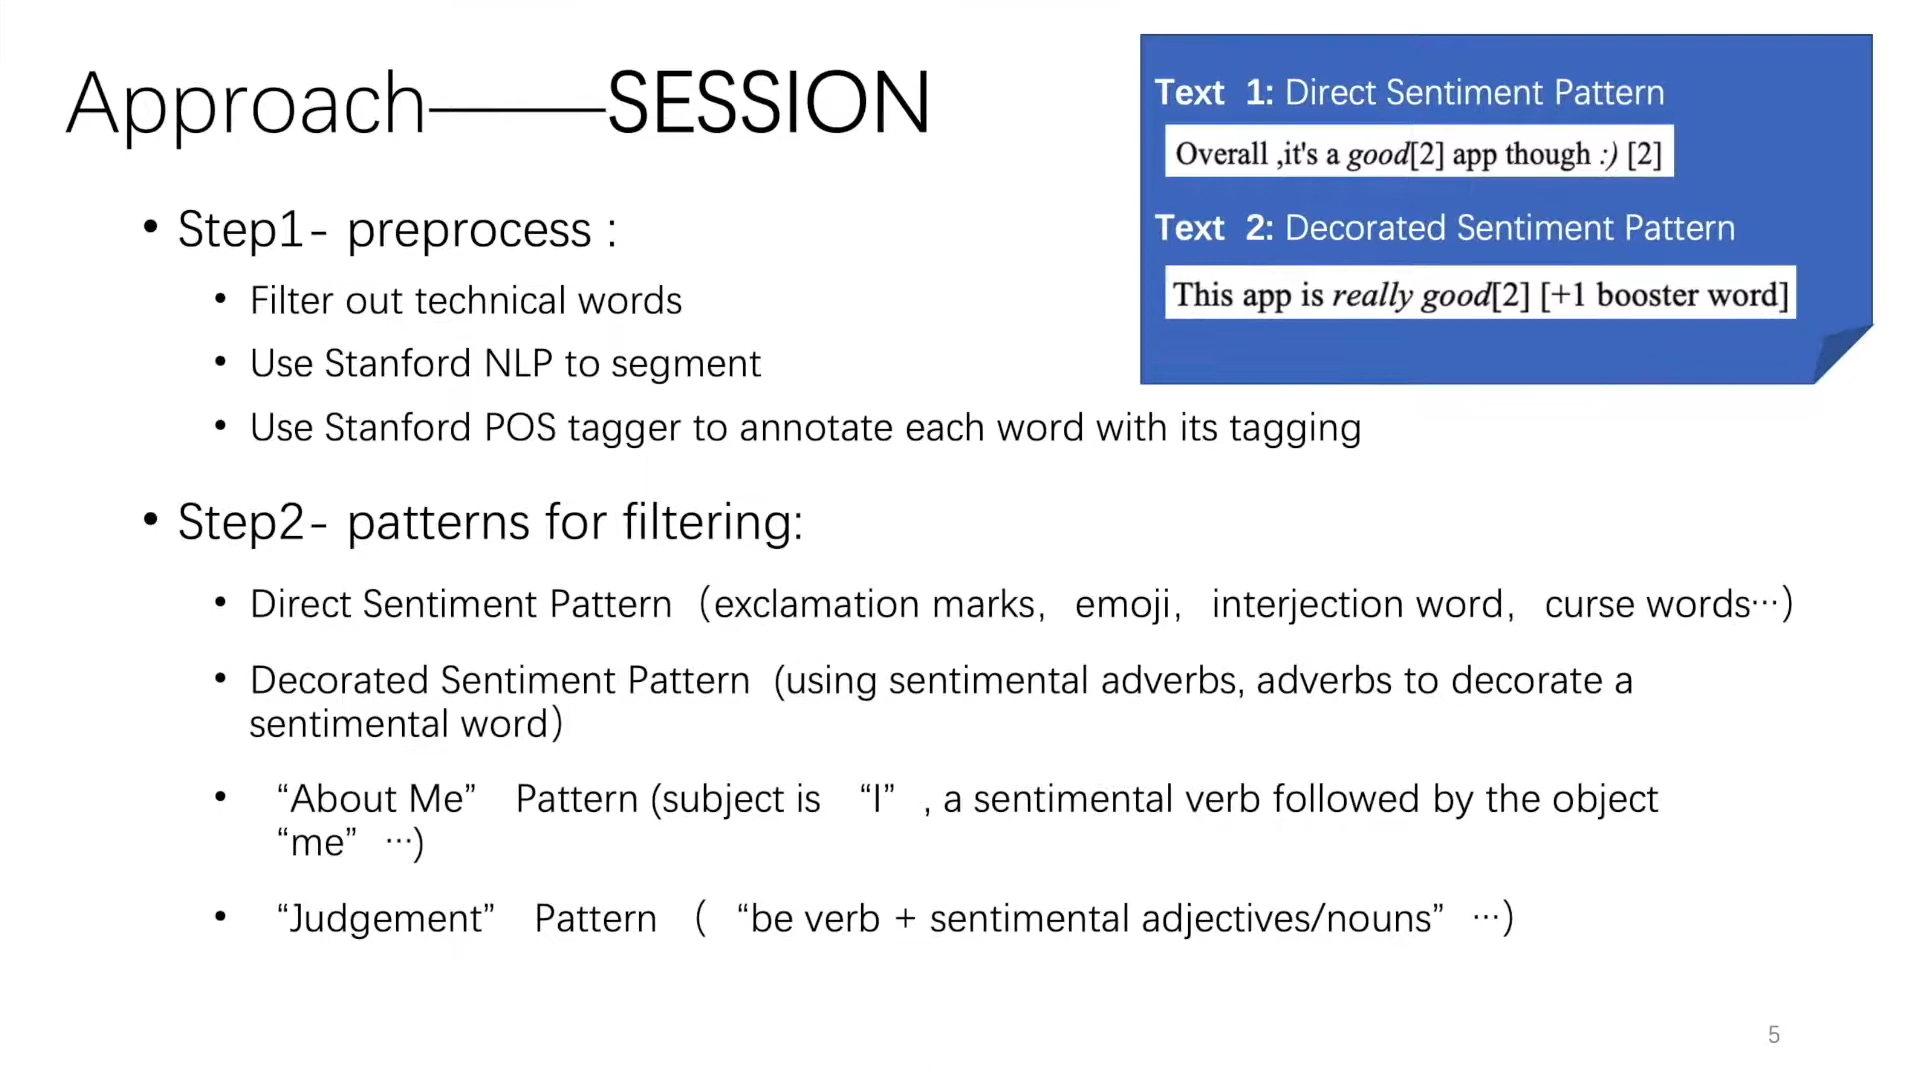 Approach——SESSION
Text 1: Direct Sentiment Pattern
Overall ,it's a good[2] app though :) [2]
Text 2: Decorated Sentiment Pattern
This app is really good[2] [+1 booster word]
• Step1- preprocess :
• Filter out technical words
• Use Stanford NLP to segment
• Use Stanford POS tagger to annotate each word with its tagging
• Step2- patterns for filtering:
• Direct Sentiment Pattern（exclamation marks，emoji，interjection word，curse words…）
• Decorated Sentiment Pattern (using sentimental adverbs, adverbs to decorate a
sentimental word）
• “About Me” Pattern (subject is “I” , a sentimental verb followed by the object
“me” …)
• “Judgement” Pattern （ “be verb + sentimental adjectives/nouns” …）
5